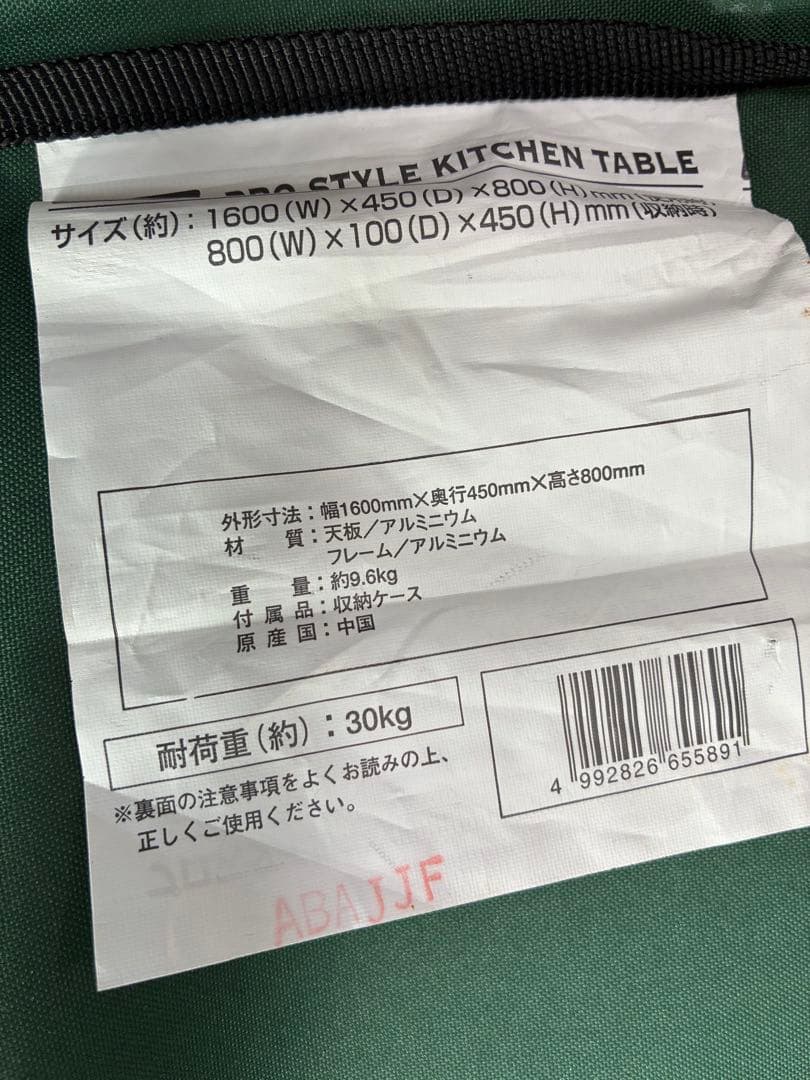 PRO STYLE KITCHEN TABLE
サイズ(約):1600(W)×450(D)×800(H)mm
800(W)×100(D)×450(H)mm(収納時)
外形寸法:幅1600mm×奥行450mm×高さ800mm
材 質:天板/アルミニウム
フレーム/アルミニウム
重 量:約9.6kg
付属品:収納ケース
原産国:中国
耐荷重(約):30kg
※裏面の注意事項をよくお読みの上、
正しくご使用ください。
4 992826 655891
ABAJJF